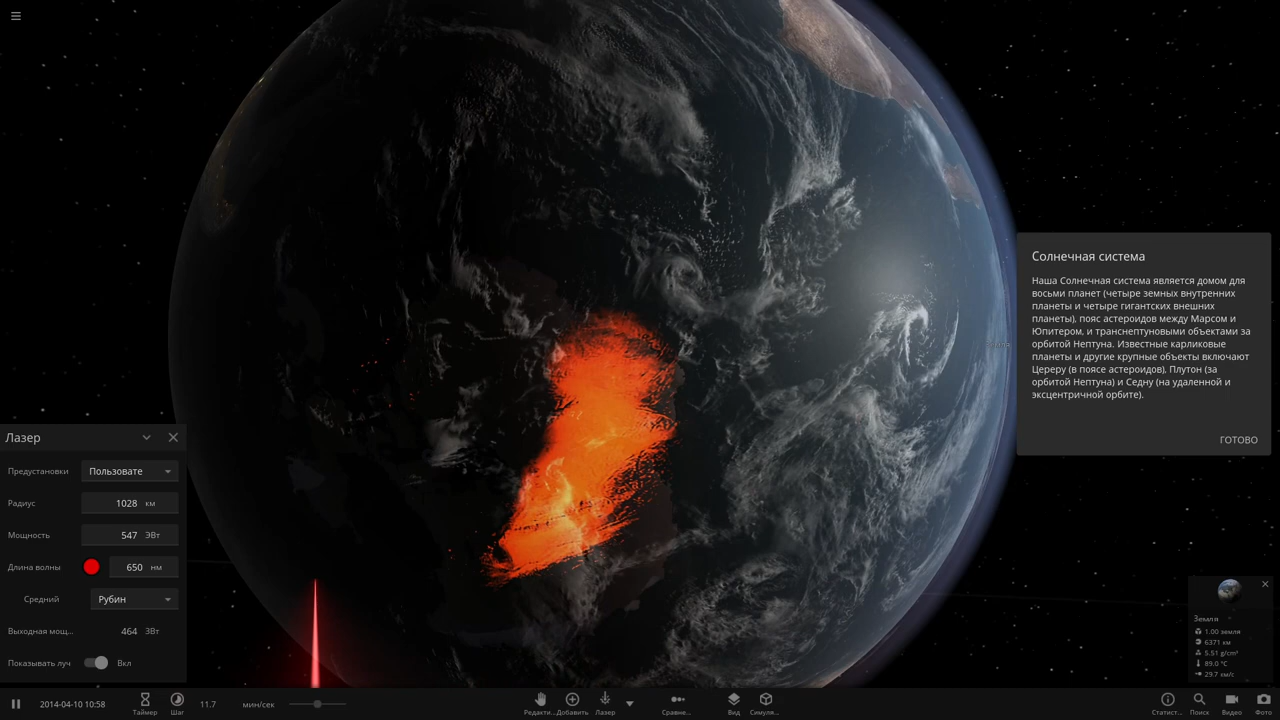 Солнечная система
Наша Солнечная система является домом для
восьми планет (четыре земных внутренних
планеты и четыре гигантских внешних
планеты), пояс астероидов между Марсом и
Юпитером, и транснептуновыми объектами за
орбитой Нептуна. Известные карликовые
планеты и другие крупные объекты включают
Цереру (в поясе астероидов), Плутон (за
орбитой Нептуна) и Седну (на удаленной и
эксцентричной орбите).
ГОТОВО
Лазер
Предустановки Пользовате
Радиус 1028 км
Мощность 547 ЭВт
Длина волны 650 нм
Средний Рубин
Выходная мощ... 464 ЭВт
Показывать луч Вкл
Земля
1.00 земля
6371 км
5.51 g/cm³
89.0 °C
29.7 км/с
2014-04-10 10:58 Таймер Шаг 11.7 мин/сек Редакти... Добавить Лазер Сравне... Вид Симуля... Статист... Поиск Видео Фото